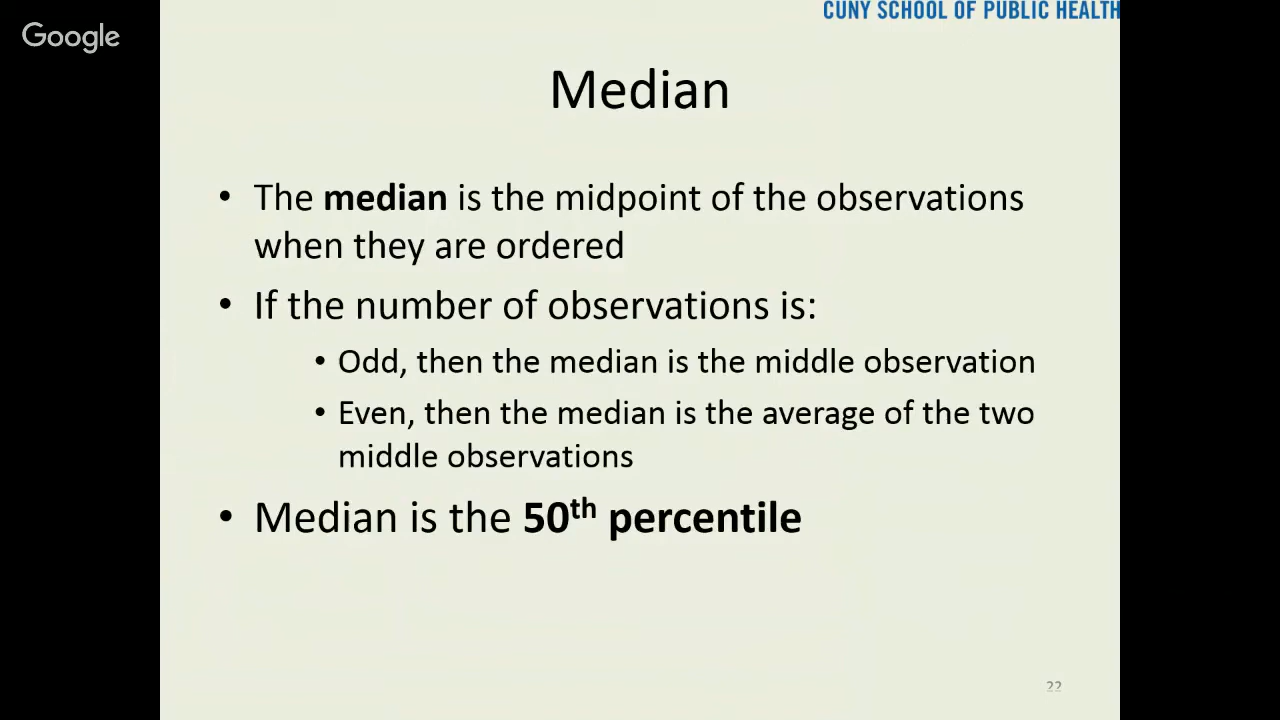 CUNY SCHOOL OF PUBLIC HEALTH
Google
Median
• The median is the midpoint of the observations
when they are ordered
• If the number of observations is:
• Odd, then the median is the middle observation
• Even, then the median is the average of the two
middle observations
• Median is the 50th percentile
22